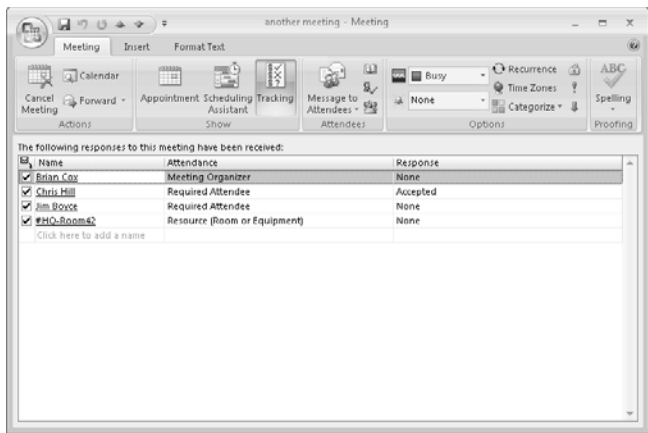 another meeting - Meeting
Meeting Insert Format Text
Calendar
Cancel Meeting
Forward
Actions
Appointment Scheduling Assistant Tracking
Show
Message to Attendees
Attendees
Busy
None
Recurrence
Time Zones
Categorize
Options
ABC
Spelling
Proofing
The following responses to this meeting have been received:
Name Attendance Response
Brian Cox Meeting Organizer None
Chris Hill Required Attendee Accepted
Jim Boyce Required Attendee None
#HQ-Room42 Resource (Room or Equipment) None
Click here to add a name